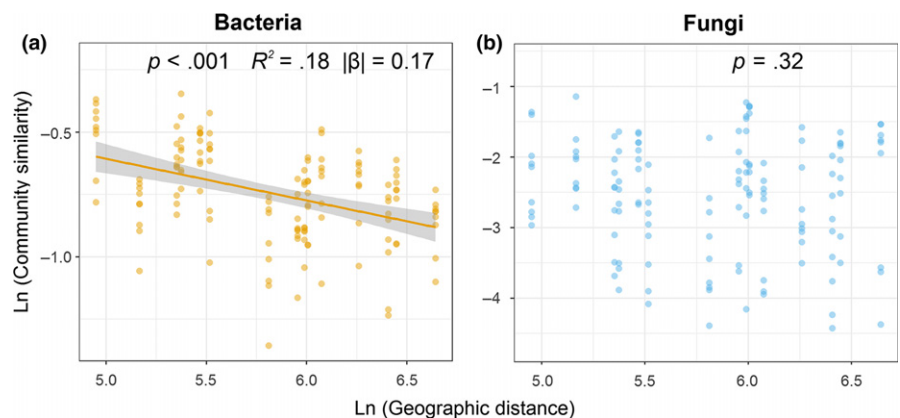 Bacteria
(a)
p < .001 R² = .18 |β| = 0.17
Ln (Community similarity)
−0.5
−1.0
5.0 5.5 6.0 6.5
Fungi
(b)
p = .32
−1
−2
−3
−4
5.0 5.5 6.0 6.5
Ln (Geographic distance)